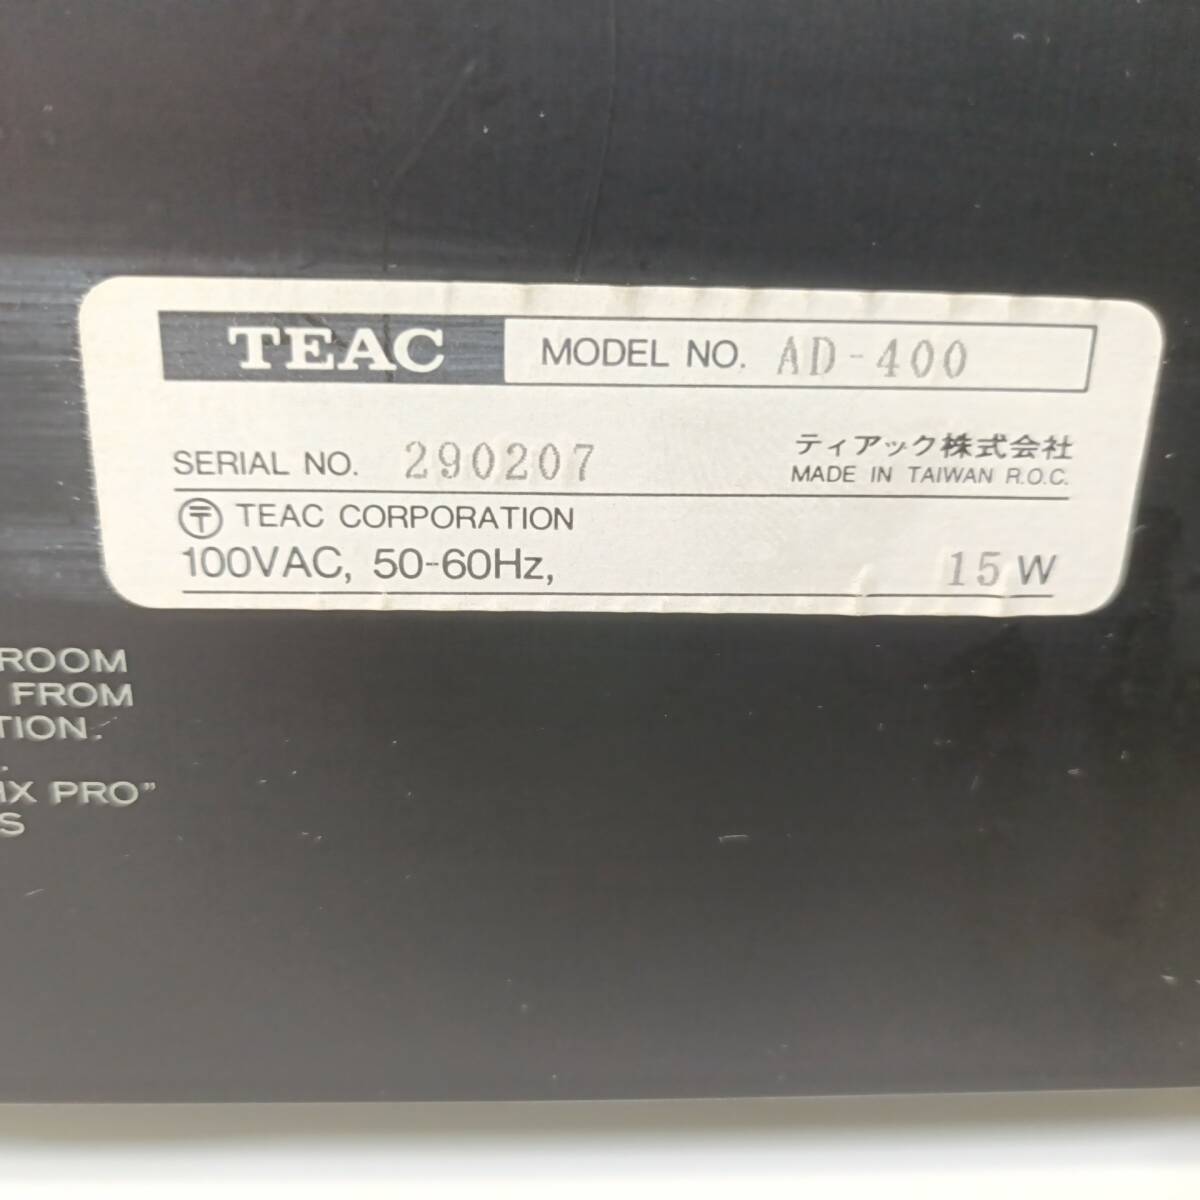 TEAC MODEL NO. AD-400
SERIAL NO. 290207 ティアック株式会社
MADE IN TAIWAN R.O.C.
〒 TEAC CORPORATION
100VAC, 50-60Hz, 15 W
ROOM
FROM
TION.
HX PRO”
S